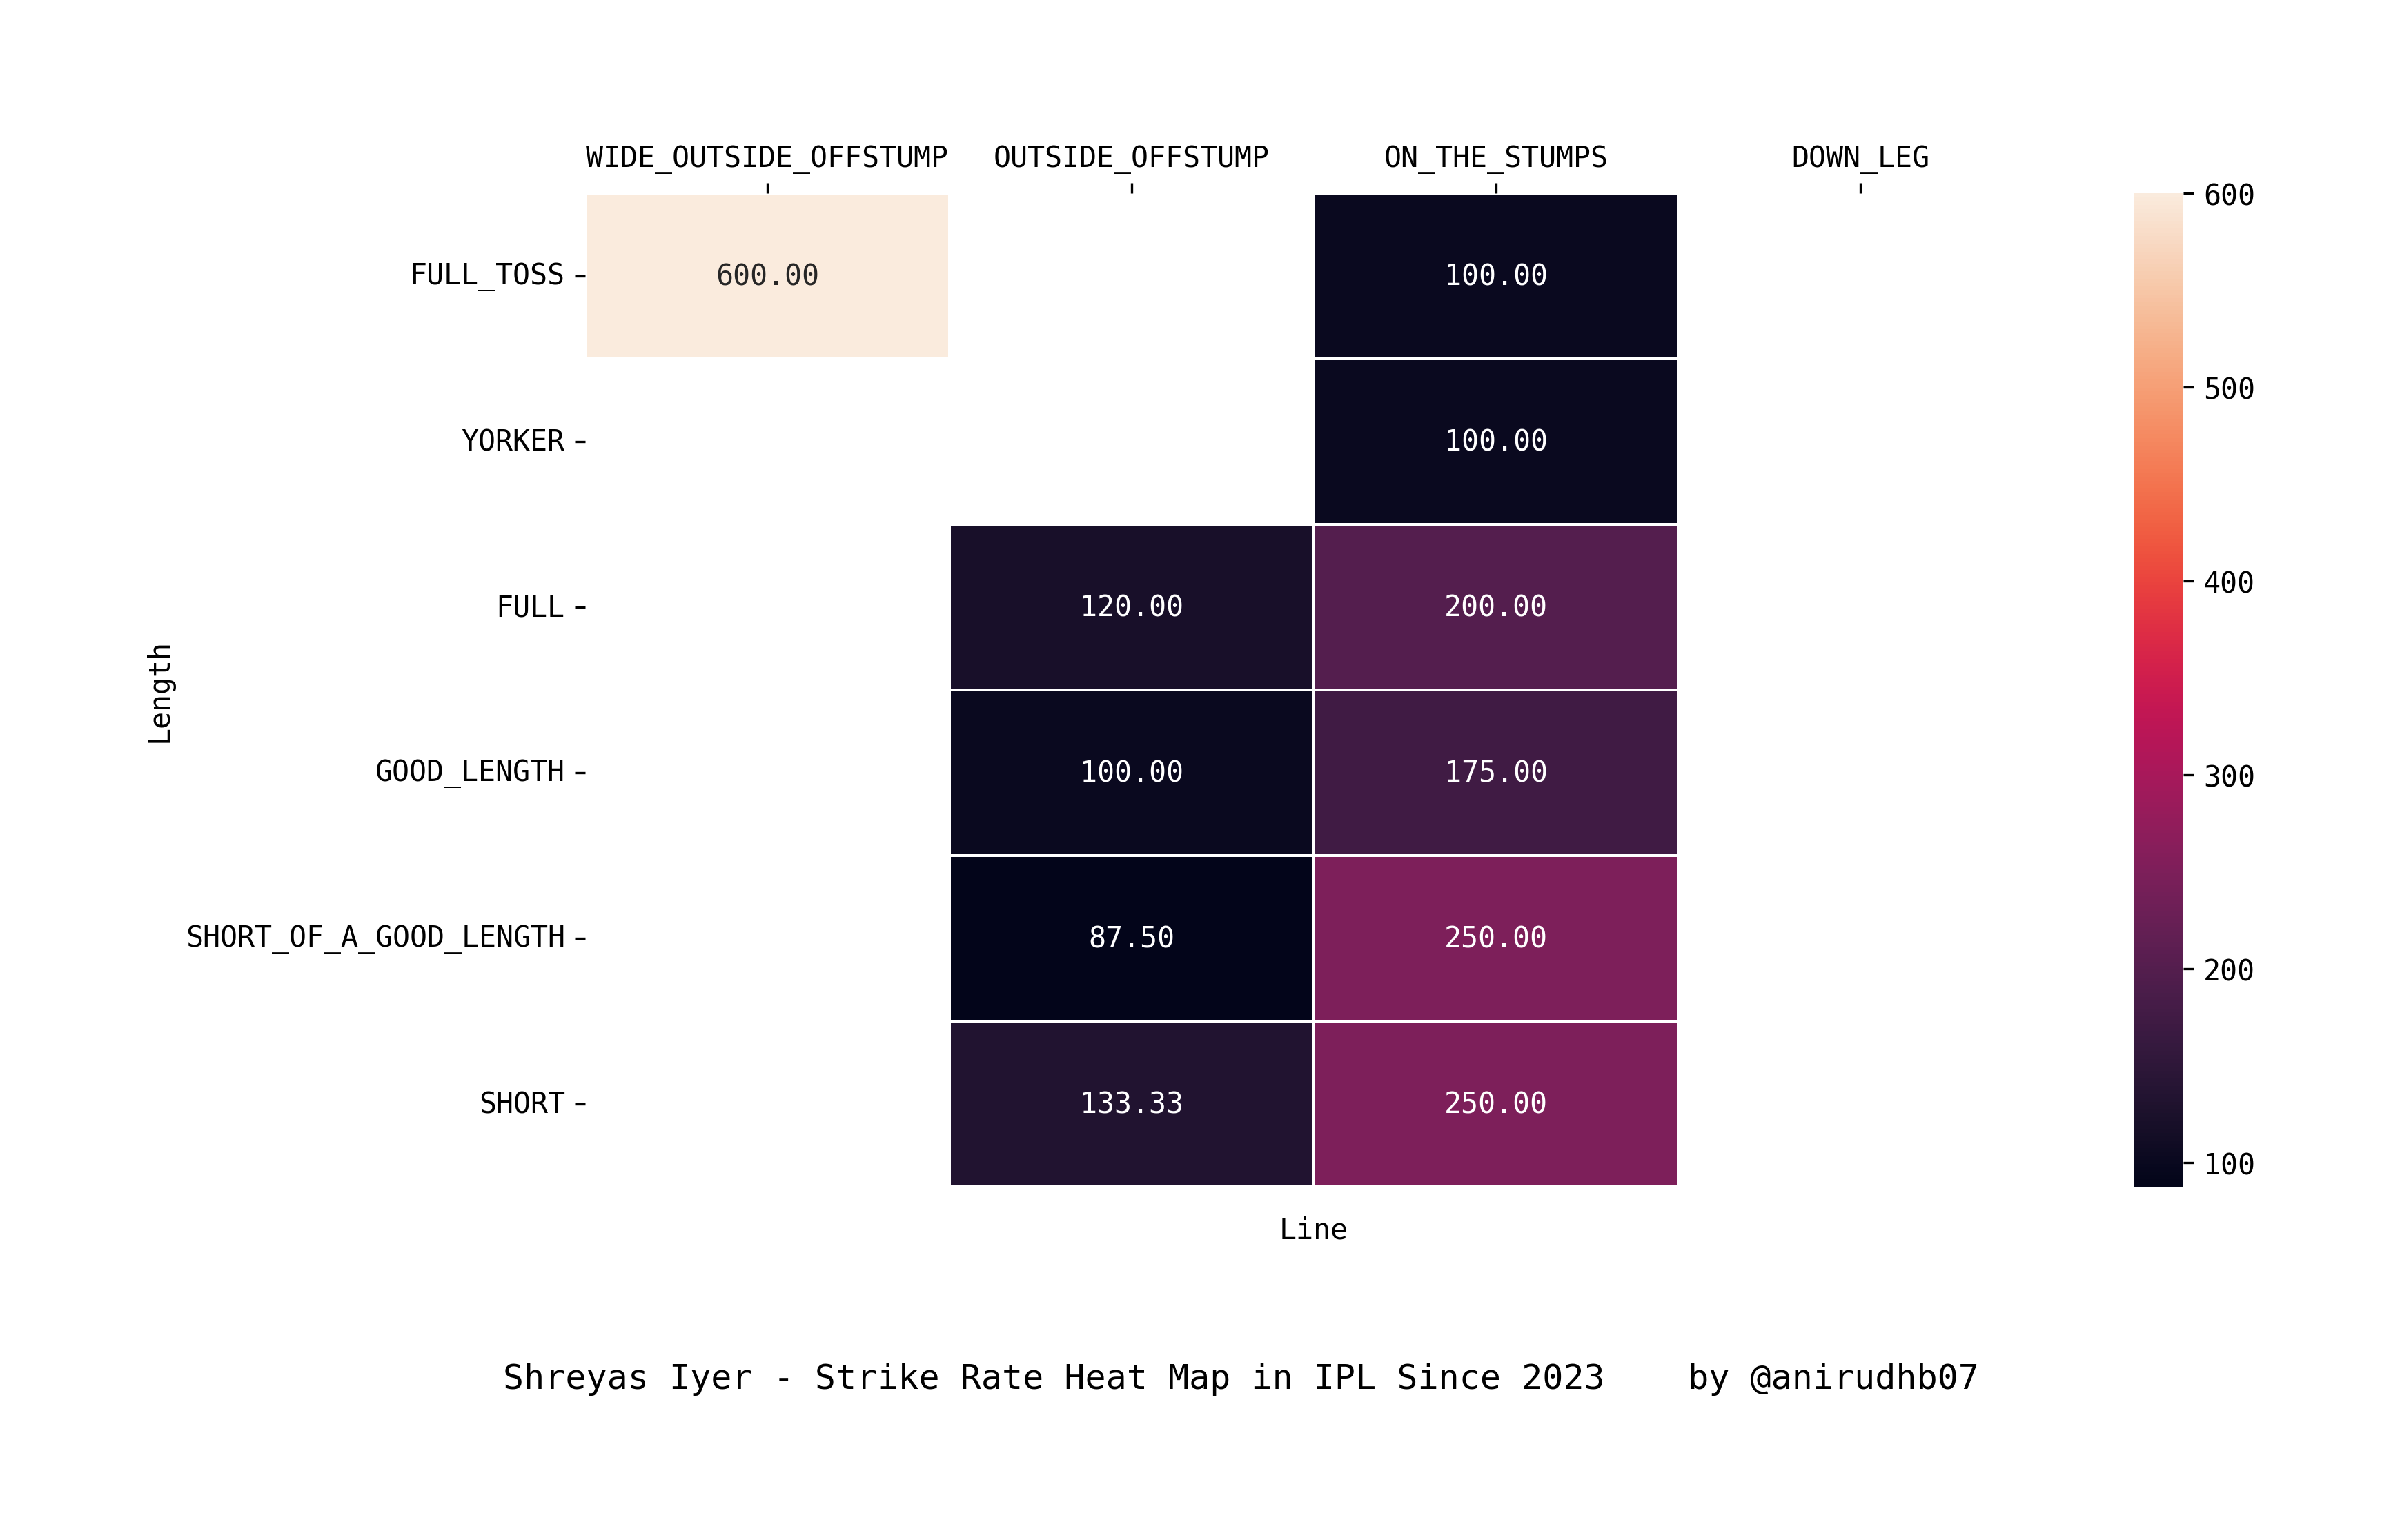 WIDE_OUTSIDE_OFFSTUMP OUTSIDE_OFFSTUMP ON_THE_STUMPS DOWN_LEG
600
FULL_TOSS 600.00 100.00
500
YORKER 100.00
400
FULL 120.00 200.00
Length
GOOD_LENGTH 100.00 175.00
300
SHORT_OF_A_GOOD_LENGTH 87.50 250.00
200
SHORT 133.33 250.00
100
Line
Shreyas Iyer - Strike Rate Heat Map in IPL Since 2023 by @anirudhb07